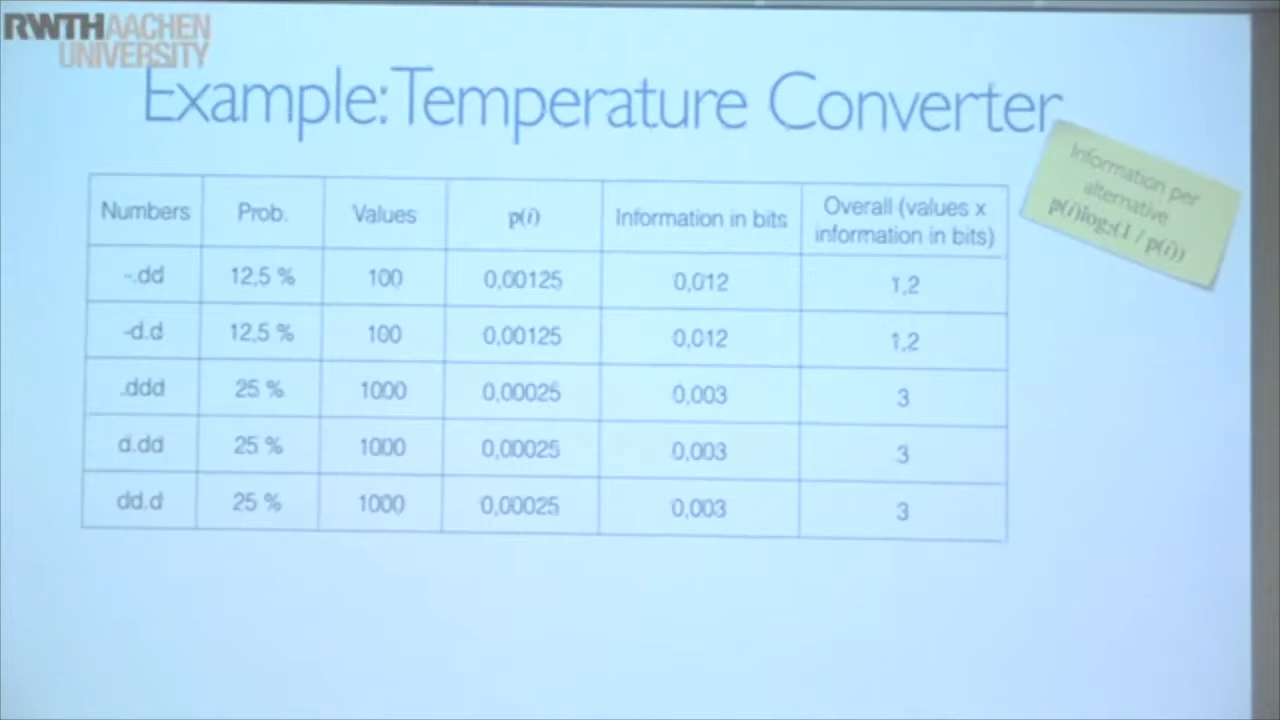 RWTHAACHEN
UNIVERSITY
Example: Temperature Converter
Information per
alternative
p(i)log₂(1 / p(i))
Numbers Prob. Values p(i) Information in bits Overall (values x information in bits)
-.dd 12,5 % 100 0,00125 0,012 1,2
-d.d 12,5 % 100 0,00125 0,012 1,2
.ddd 25 % 1000 0,00025 0,003 3
d.dd 25 % 1000 0,00025 0,003 3
dd.d 25 % 1000 0,00025 0,003 3